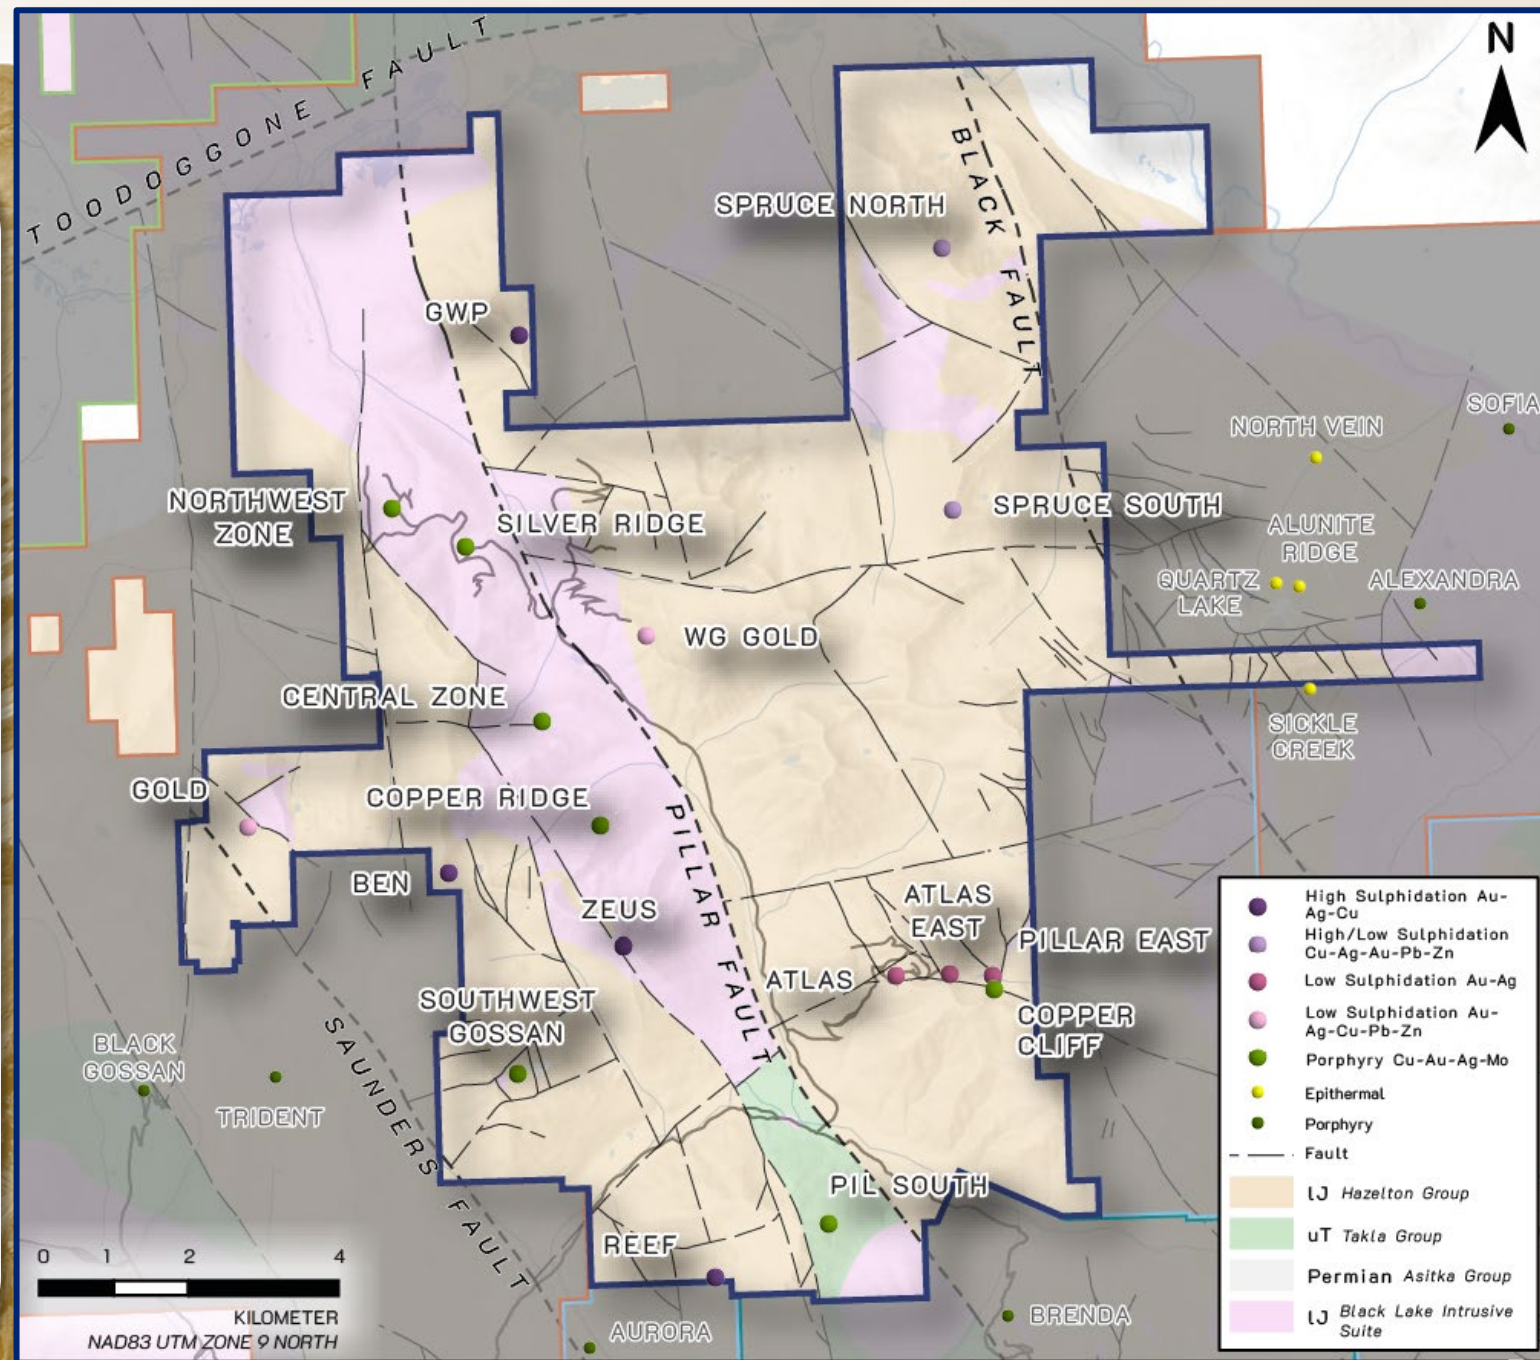 TOODOGGONE FAULT
N
BLACK FAULT
SPRUCE NORTH
GWP
SOFIA
NORTH VEIN
NORTHWEST
ZONE
SILVER RIDGE
SPRUCE SOUTH
ALUNITE
RIDGE
QUARTZ
LAKE
ALEXANDRA
WG GOLD
CENTRAL ZONE
SICKLE
CREEK
GOLD
COPPER RIDGE
PILLAR FAULT
BEN
ZEUS
ATLAS
EAST
PILLAR EAST
ATLAS
SOUTHWEST
GOSSAN
COPPER
CLIFF
BLACK
GOSSAN
TRIDENT
SAUNDERS FAULT
PIL SOUTH
REEF
AURORA
BRENDA
0 1 2 4
KILOMETER
NAD83 UTM ZONE 9 NORTH
High Sulphidation Au-
Ag-Cu
High/Low Sulphidation
Cu-Ag-Au-Pb-Zn
Low Sulphidation Au-Ag
Low Sulphidation Au-
Ag-Cu-Pb-Zn
Porphyry Cu-Au-Ag-Mo
Epithermal
Porphyry
Fault
lJ Hazelton Group
uT Takla Group
Permian Asitka Group
lJ Black Lake Intrusive
Suite